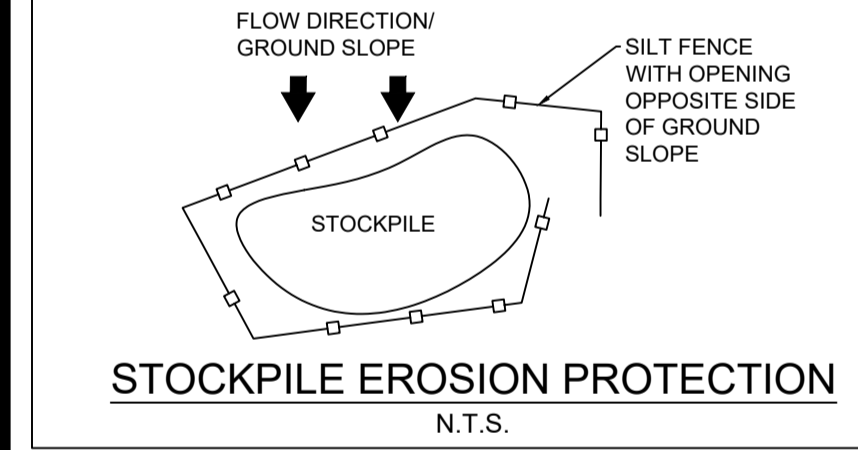 FLOW DIRECTION/
GROUND SLOPE
SILT FENCE
WITH OPENING
OPPOSITE SIDE
OF GROUND
SLOPE
STOCKPILE
STOCKPILE EROSION PROTECTION
N.T.S.